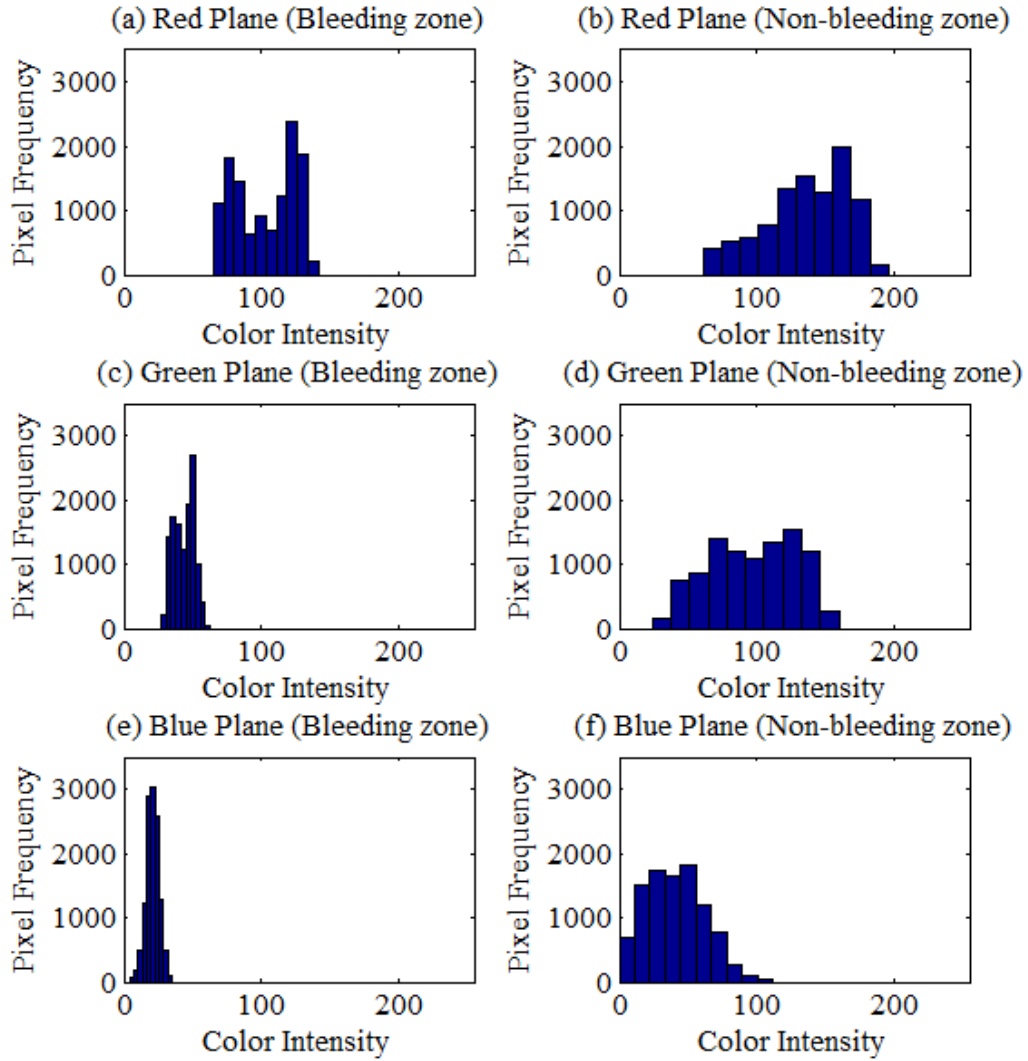 (a) Red Plane (Bleeding zone)
Pixel Frequency
3000
2000
1000
0
0 100 200
Color Intensity
(b) Red Plane (Non-bleeding zone)
Pixel Frequency
3000
2000
1000
0
0 100 200
Color Intensity
(c) Green Plane (Bleeding zone)
Pixel Frequency
3000
2000
1000
0
0 100 200
Color Intensity
(d) Green Plane (Non-bleeding zone)
Pixel Frequency
3000
2000
1000
0
0 100 200
Color Intensity
(e) Blue Plane (Bleeding zone)
Pixel Frequency
3000
2000
1000
0
0 100 200
Color Intensity
(f) Blue Plane (Non-bleeding zone)
Pixel Frequency
3000
2000
1000
0
0 100 200
Color Intensity